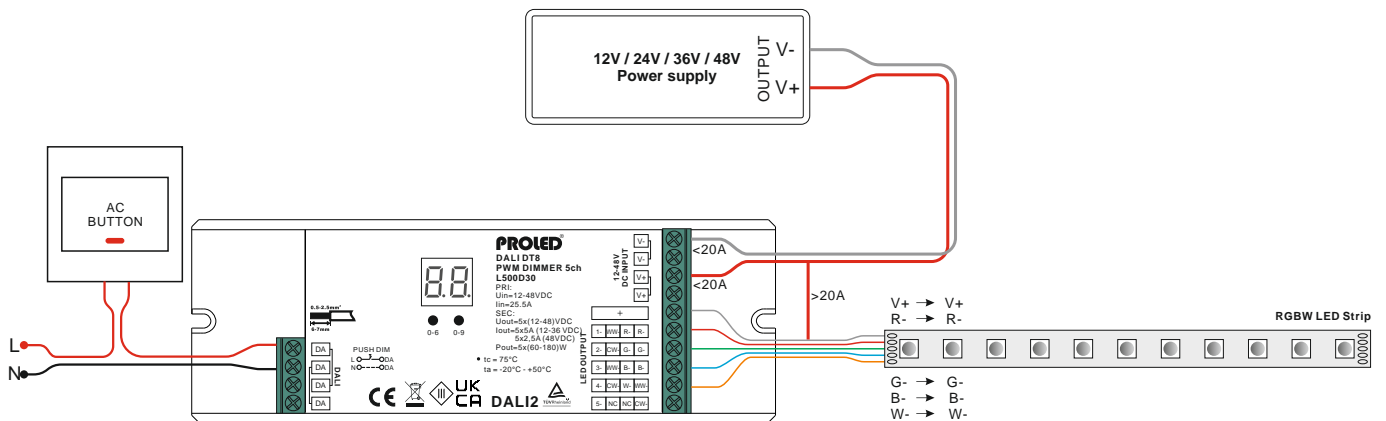 12V / 24V / 36V / 48V
Power supply
OUTPUT
V-
V+
AC
BUTTON
L
N
0.5-2.5mm²
6-7mm
PUSH DIM
L DA
N DA
DA
DA
DA
DA
DALI
8.8.
0-6
0-9
PROLED®
DALI DT8
PWM DIMMER 5ch
L500D30
PRI:
Uin=12-48VDC
Iin=25.5A
SEC:
Uout=5x(12-48)VDC
Iout=5x5A (12-36 VDC)
5x2,5A (48VDC)
Pout=5x(60-180)W
• tc = 75°C
ta = -20°C - +50°C
CE
III
UK
CA
DALI2
TÜVRheinland
12-48V
DC INPUT
V-
V-
V+
V+
LED OUTPUT
+
1- WW- R- R-
2- CW- G- G-
3- WW- B- B-
4- CW- W- WW-
5- NC NC CW-
<20A
<20A
>20A
V+ → V+
R- → R-
RGBW LED Strip
G- → G-
B- → B-
W- → W-